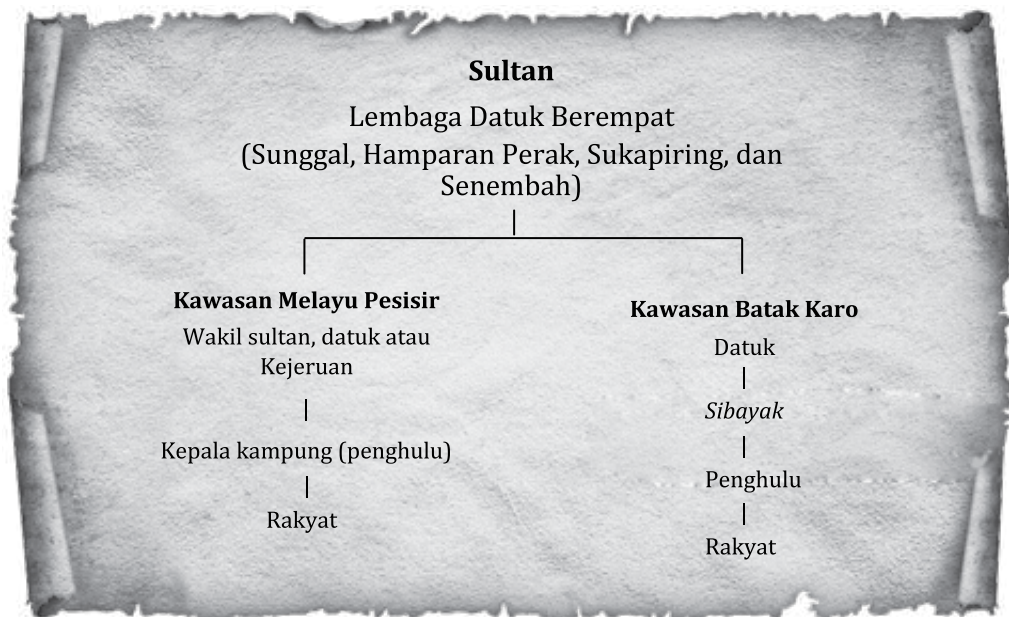 Sultan
Lembaga Datuk Berempat
(Sunggal, Hamparan Perak, Sukapiring, dan
Senembah)
Kawasan Melayu Pesisir
Wakil sultan, datuk atau
Kejeruan
Kepala kampung (penghulu)
Rakyat
Kawasan Batak Karo
Datuk
Sibayak
Penghulu
Rakyat